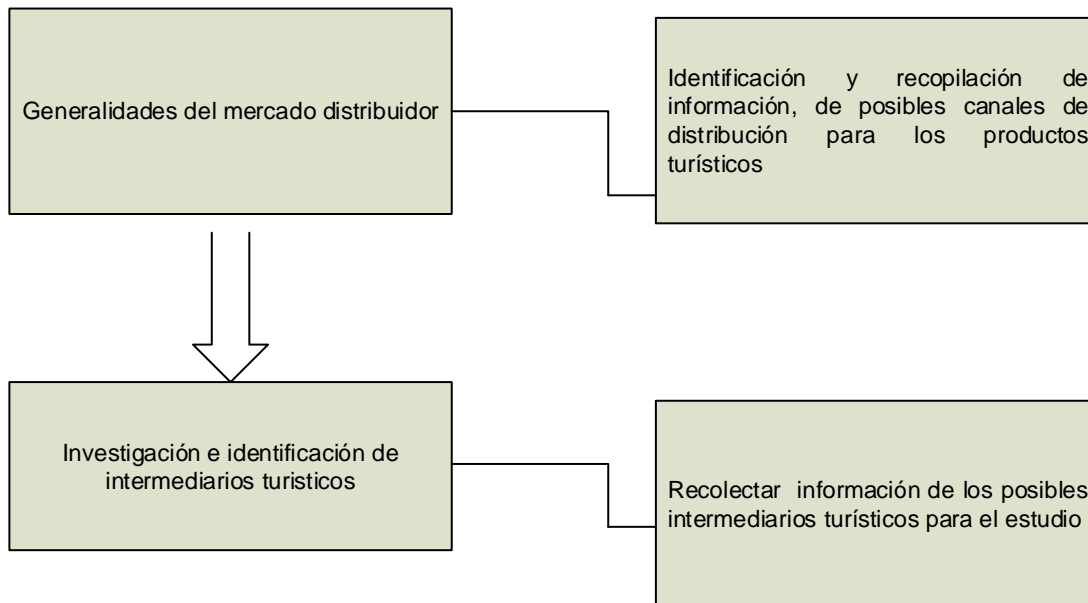 Generalidades del mercado distribuidor
Identificación y recopilación de
información, de posibles canales de
distribución para los productos
turísticos
Investigación e identificación de
intermediarios turisticos
Recolectar información de los posibles
intermediarios turísticos para el estudio